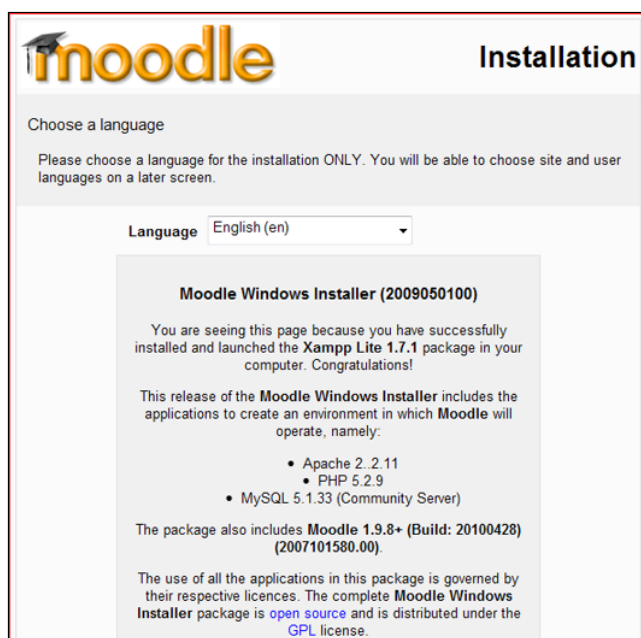 moodle
Installation
Choose a language
Please choose a language for the installation ONLY. You will be able to choose site and user
languages on a later screen.
Language English (en)
Moodle Windows Installer (2009050100)
You are seeing this page because you have successfully
installed and launched the Xampp Lite 1.7.1 package in your
computer. Congratulations!
This release of the Moodle Windows Installer includes the
applications to create an environment in which Moodle will
operate, namely:
• Apache 2..2.11
• PHP 5.2.9
• MySQL 5.1.33 (Community Server)
The package also includes Moodle 1.9.8+ (Build: 20100428)
(2007101580.00).
The use of all the applications in this package is governed by
their respective licences. The complete Moodle Windows
Installer package is open source and is distributed under the
GPL license.